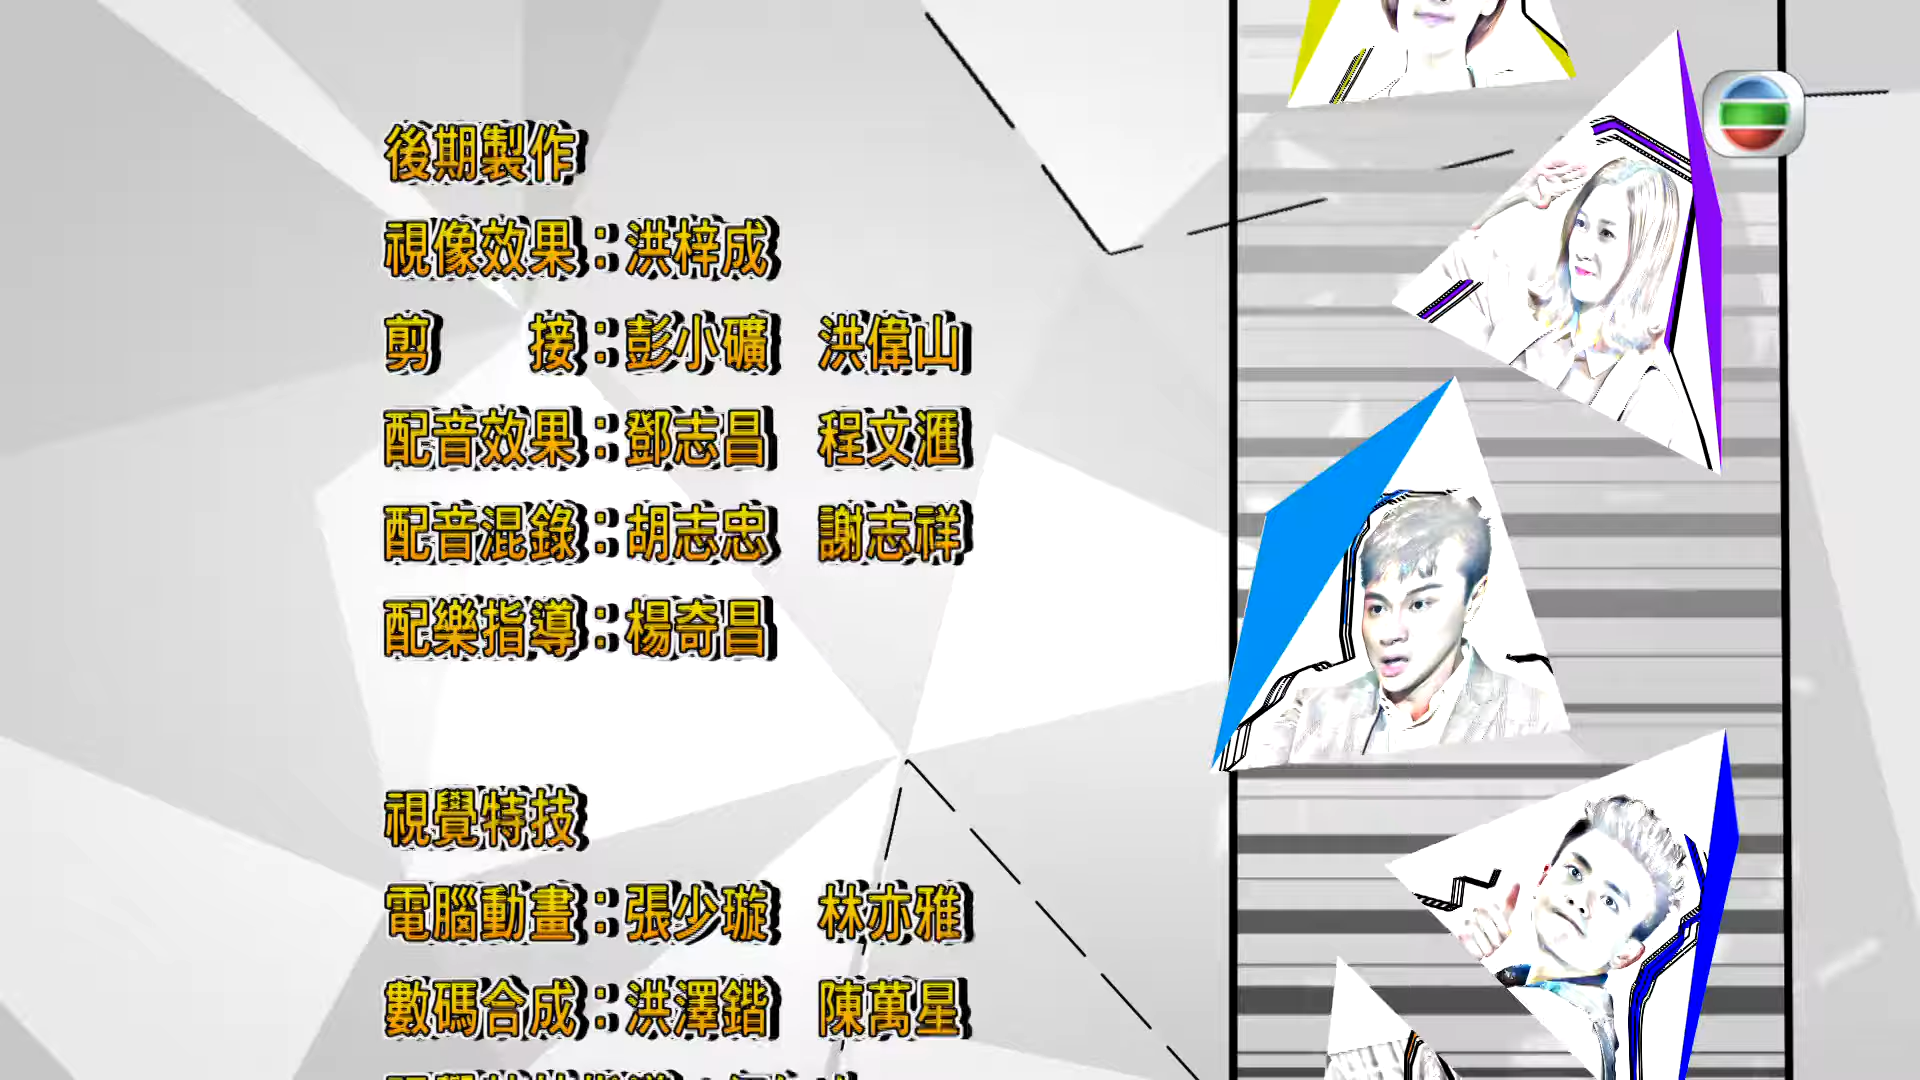 後期製作
視像效果：洪梓成
剪　　接：彭小礦　洪偉山
配音效果：鄧志昌　程文滙
配音混錄：胡志忠　謝志祥
配樂指導：楊奇昌
視覺特技
電腦動畫：張少璇　林亦雅
數碼合成：洪澤鍇　陳萬星